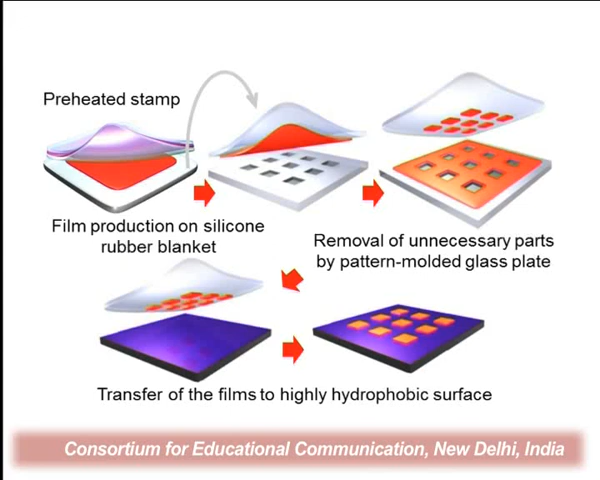 Preheated stamp
Film production on silicone
rubber blanket
Removal of unnecessary parts
by pattern-molded glass plate
Transfer of the films to highly hydrophobic surface
Consortium for Educational Communication, New Delhi, India